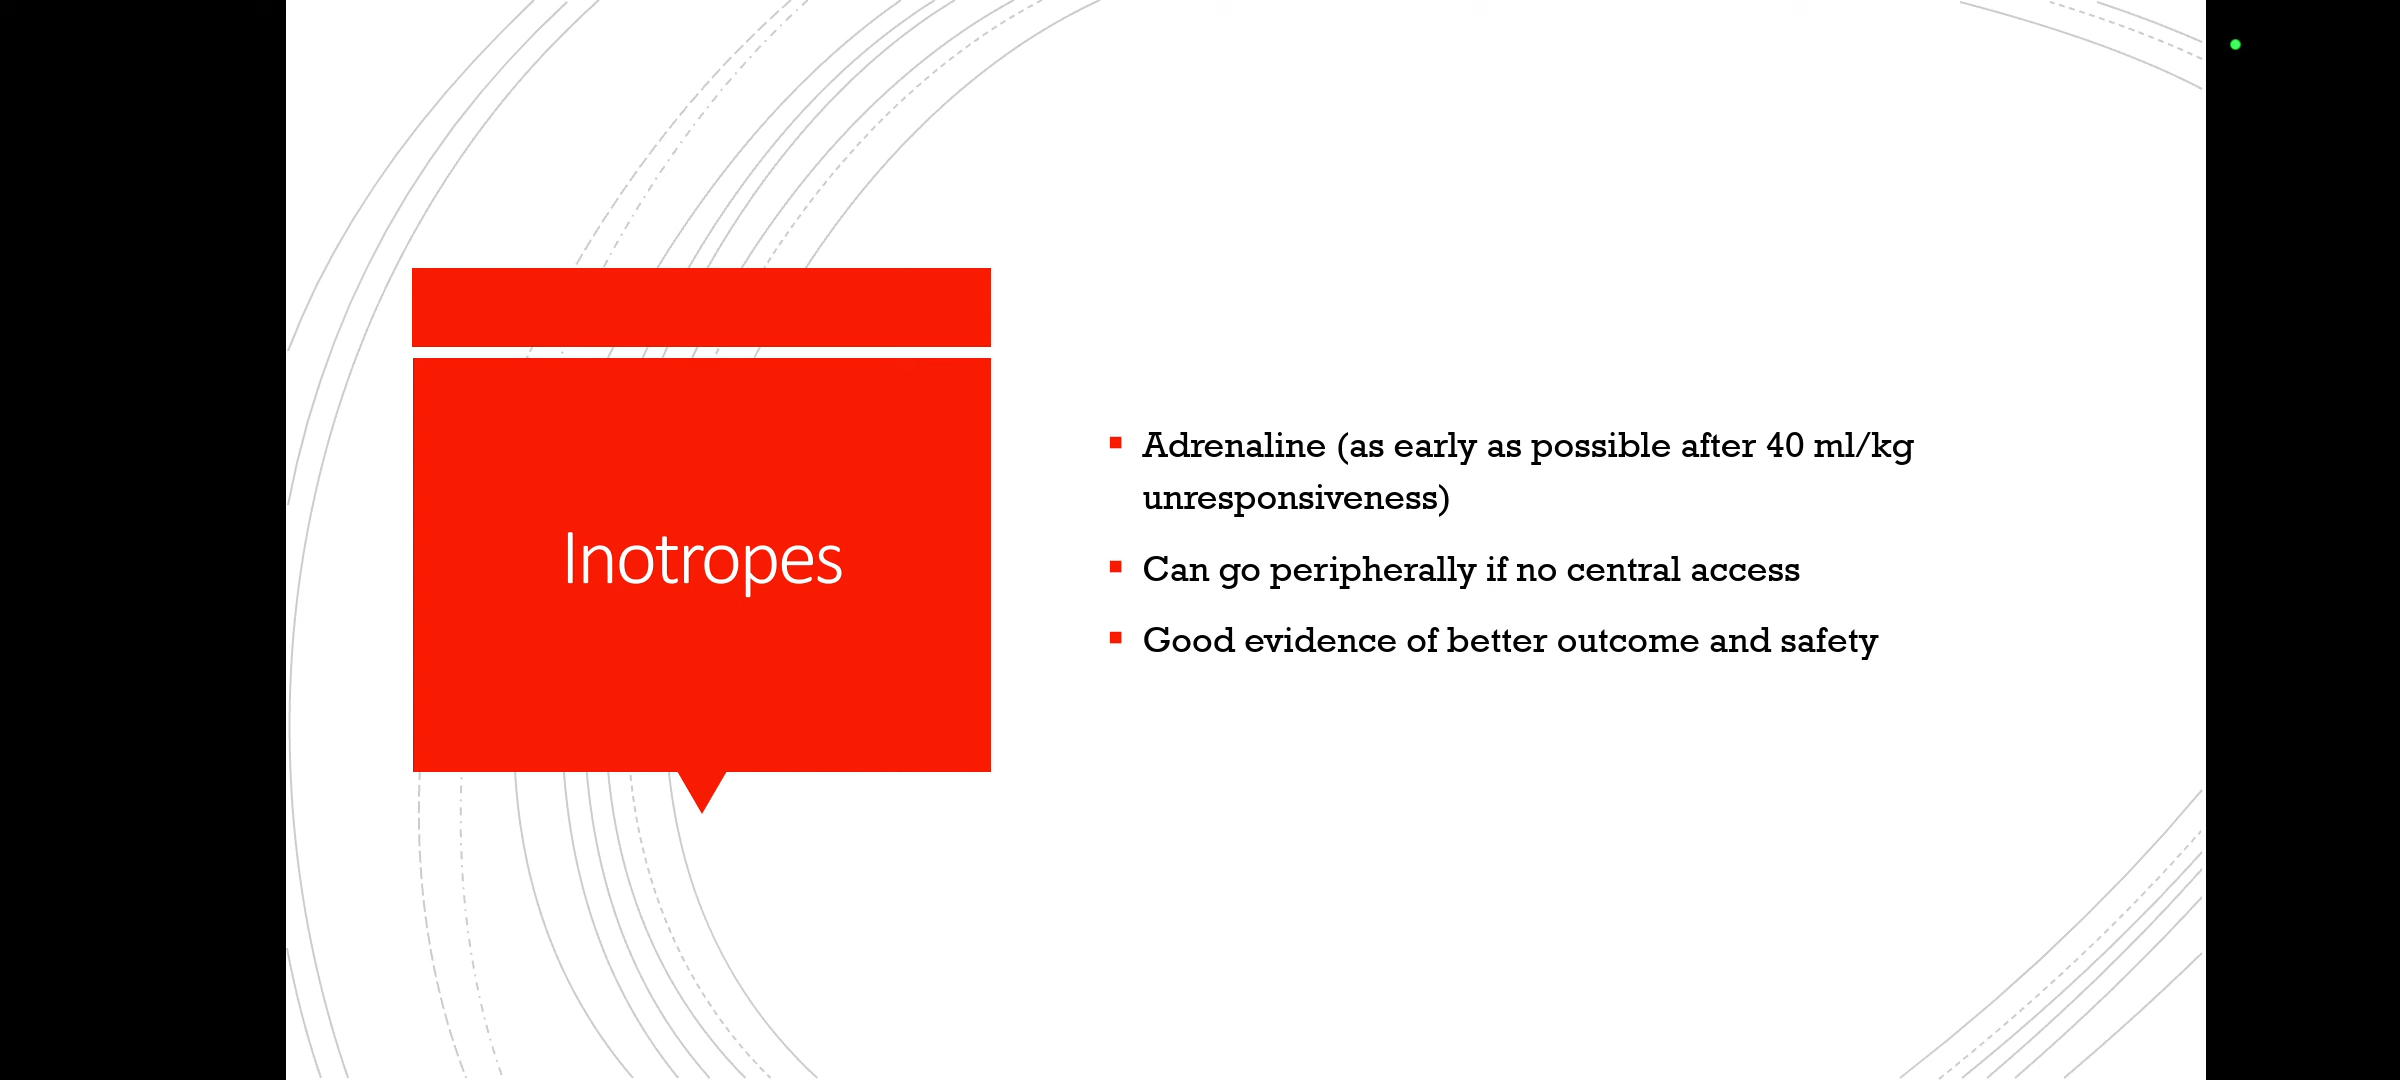 Inotropes
Adrenaline (as early as possible after 40 ml/kg
unresponsiveness)
Can go peripherally if no central access
Good evidence of better outcome and safety